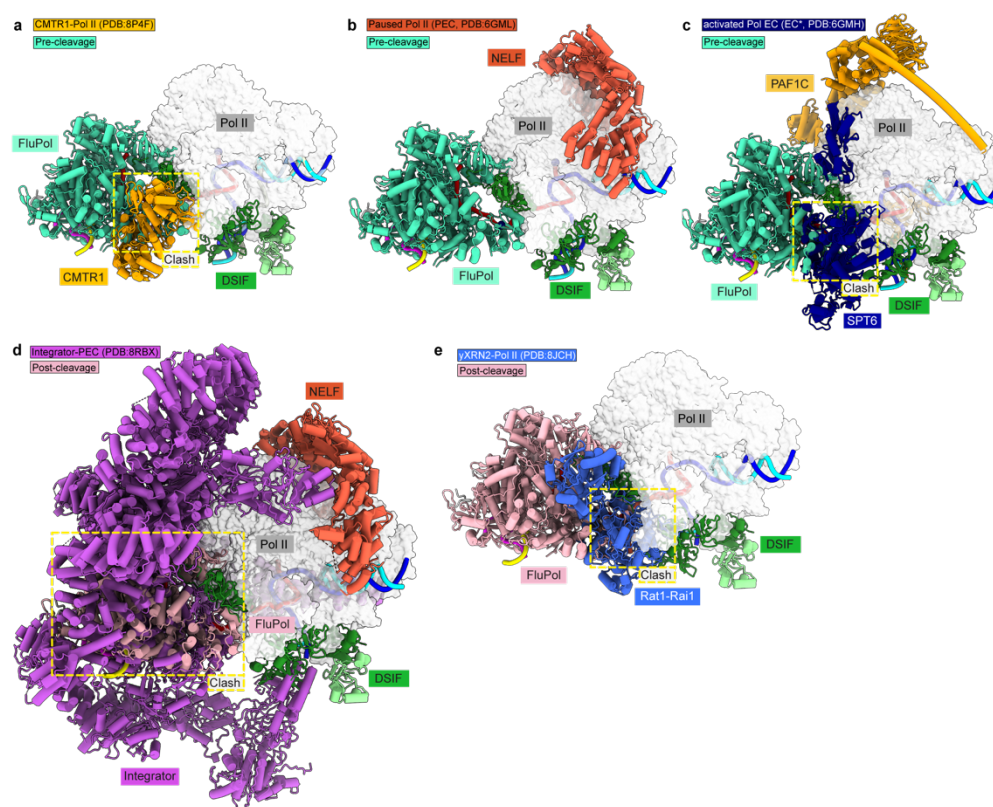 a
CMTR1-Pol II (PDB:8P4F)
Pre-cleavage
FluPol
Pol II
Clash
CMTR1
DSIF
b
Paused Pol II (PEC, PDB:6GML)
Pre-cleavage
NELF
Pol II
FluPol
DSIF
c
activated Pol EC (EC*, PDB:6GMH)
Pre-cleavage
PAF1C
Pol II
Clash
FluPol
DSIF
SPT6
d
Integrator-PEC (PDB:8RBX)
Post-cleavage
NELF
Pol II
FluPol
Clash
DSIF
Integrator
e
yXRN2-Pol II (PDB:8JCH)
Post-cleavage
Pol II
DSIF
Clash
FluPol
Rat1-Rai1